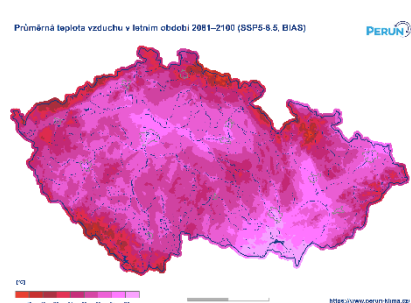 Průměrná teplota vzduchu v letním období 2081–2100 (SSP5-8.5, BIAS)
PERUN
[°C]
https://www.perun-klima.cz/